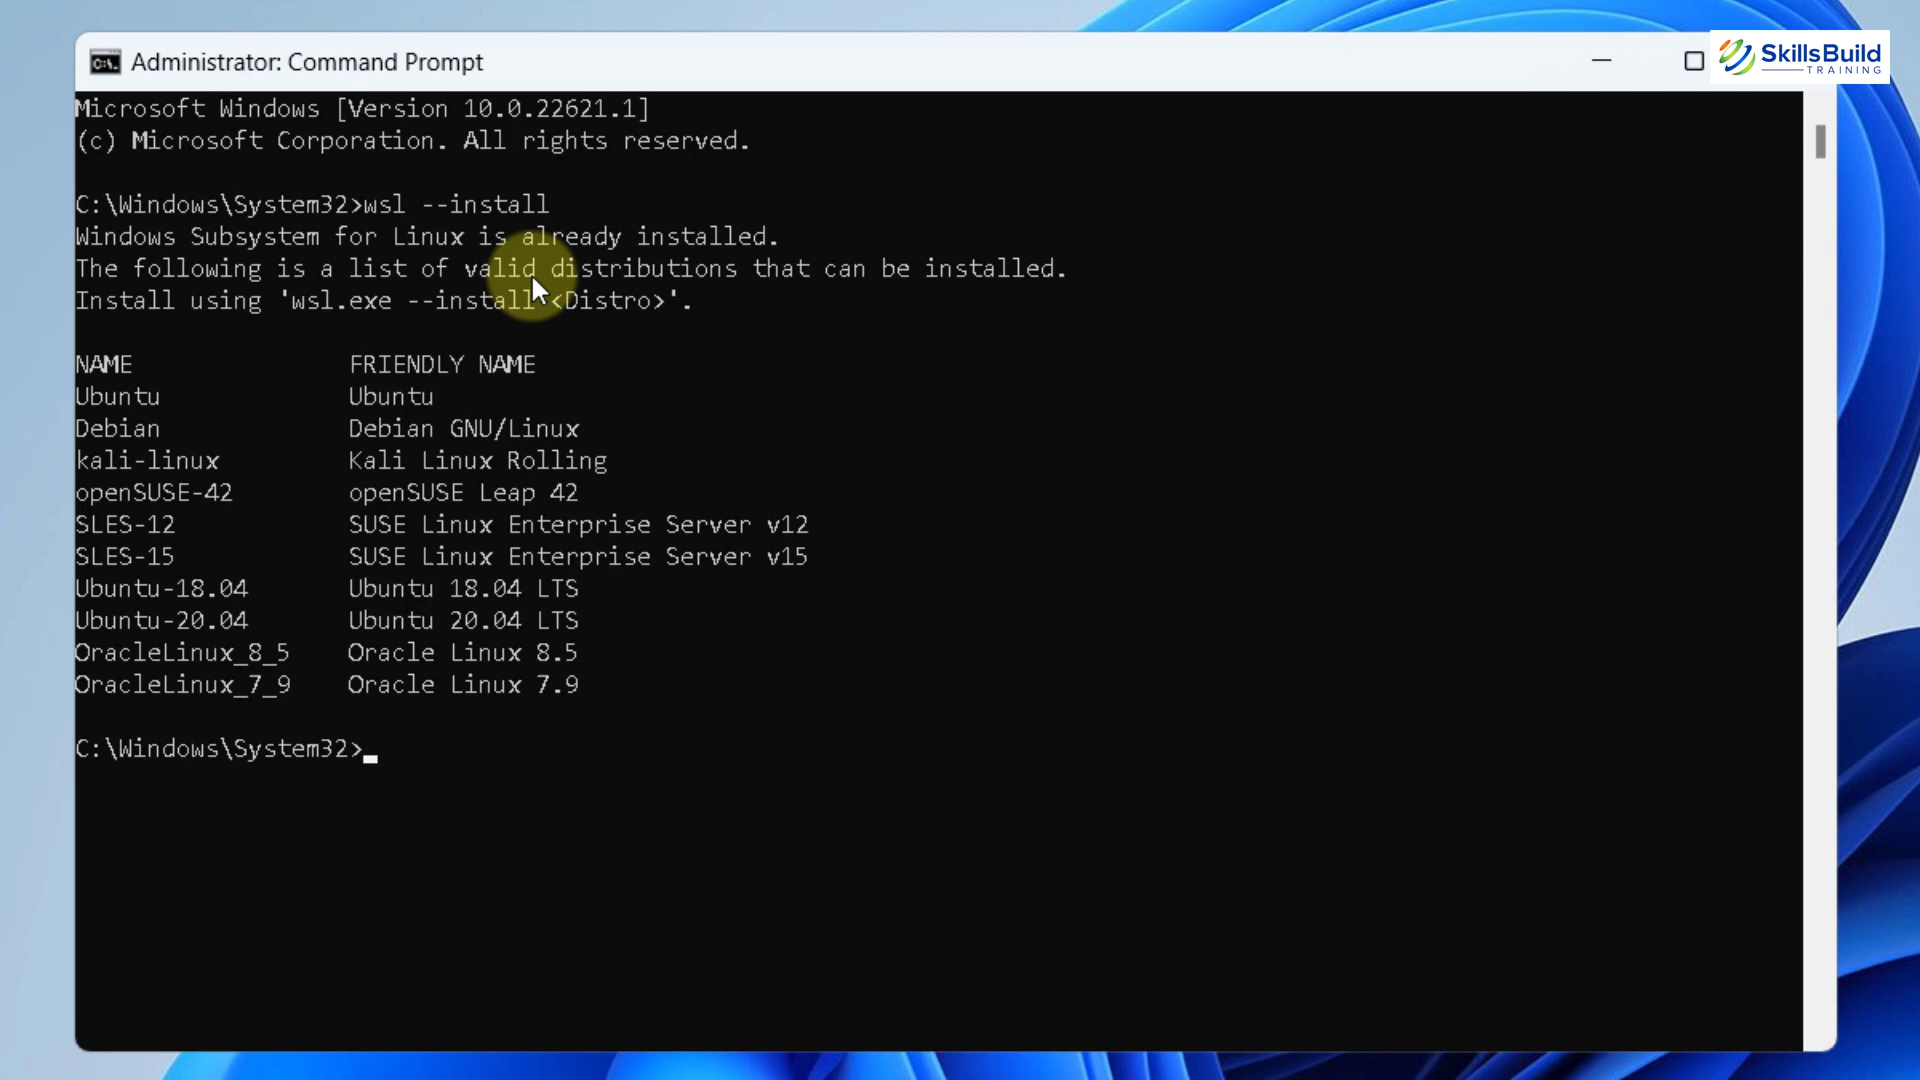 Administrator: Command Prompt
SkillsBuild
TRAINING
Microsoft Windows [Version 10.0.22621.1]
(c) Microsoft Corporation. All rights reserved.
C:\Windows\System32>wsl --install
Windows Subsystem for Linux is already installed.
The following is a list of valid distributions that can be installed.
Install using 'wsl.exe --install <Distro>'.
NAME FRIENDLY NAME
Ubuntu Ubuntu
Debian Debian GNU/Linux
kali-linux Kali Linux Rolling
openSUSE-42 openSUSE Leap 42
SLES-12 SUSE Linux Enterprise Server v12
SLES-15 SUSE Linux Enterprise Server v15
Ubuntu-18.04 Ubuntu 18.04 LTS
Ubuntu-20.04 Ubuntu 20.04 LTS
OracleLinux_8_5 Oracle Linux 8.5
OracleLinux_7_9 Oracle Linux 7.9
C:\Windows\System32>